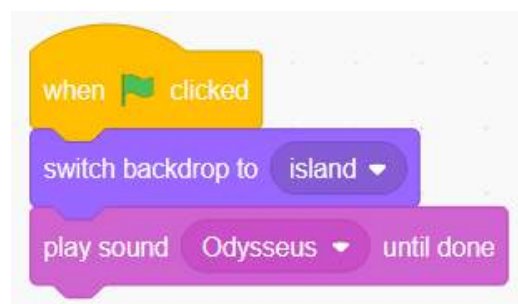 when clicked
switch backdrop to island
play sound Odysseus until done